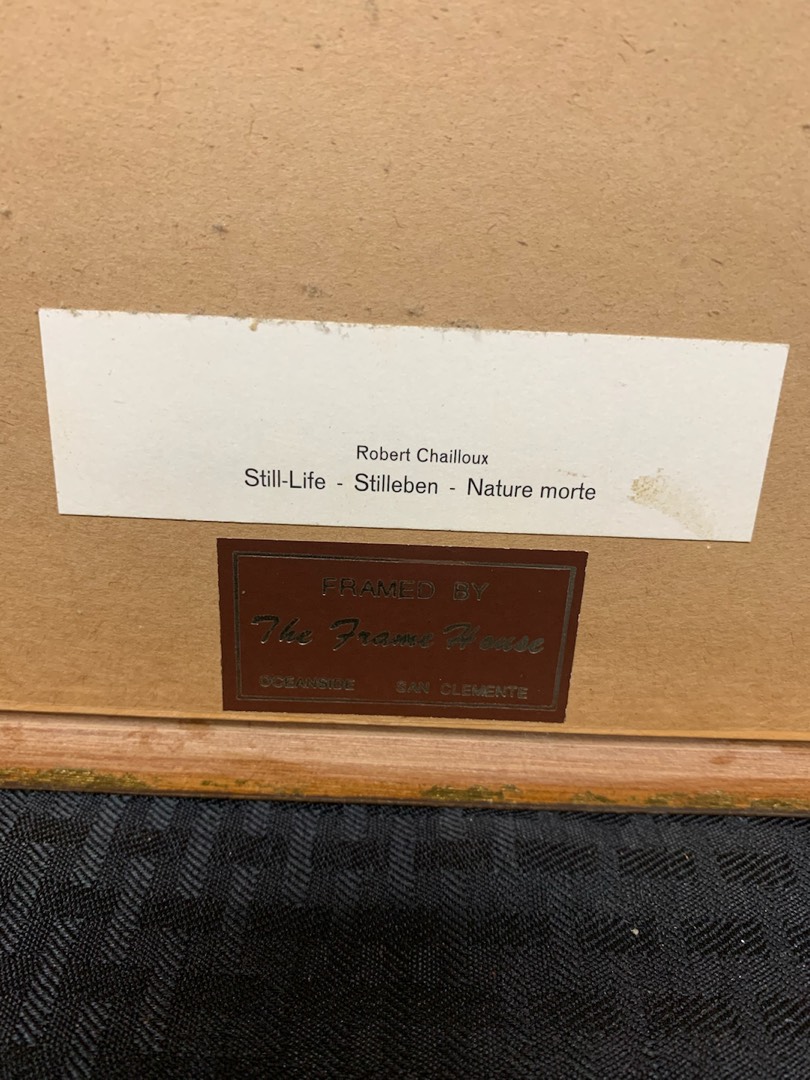 Robert Chailloux
Still-Life - Stilleben - Nature morte
FRAMED BY
The Frame House
OCEANSIDE SAN CLEMENTE